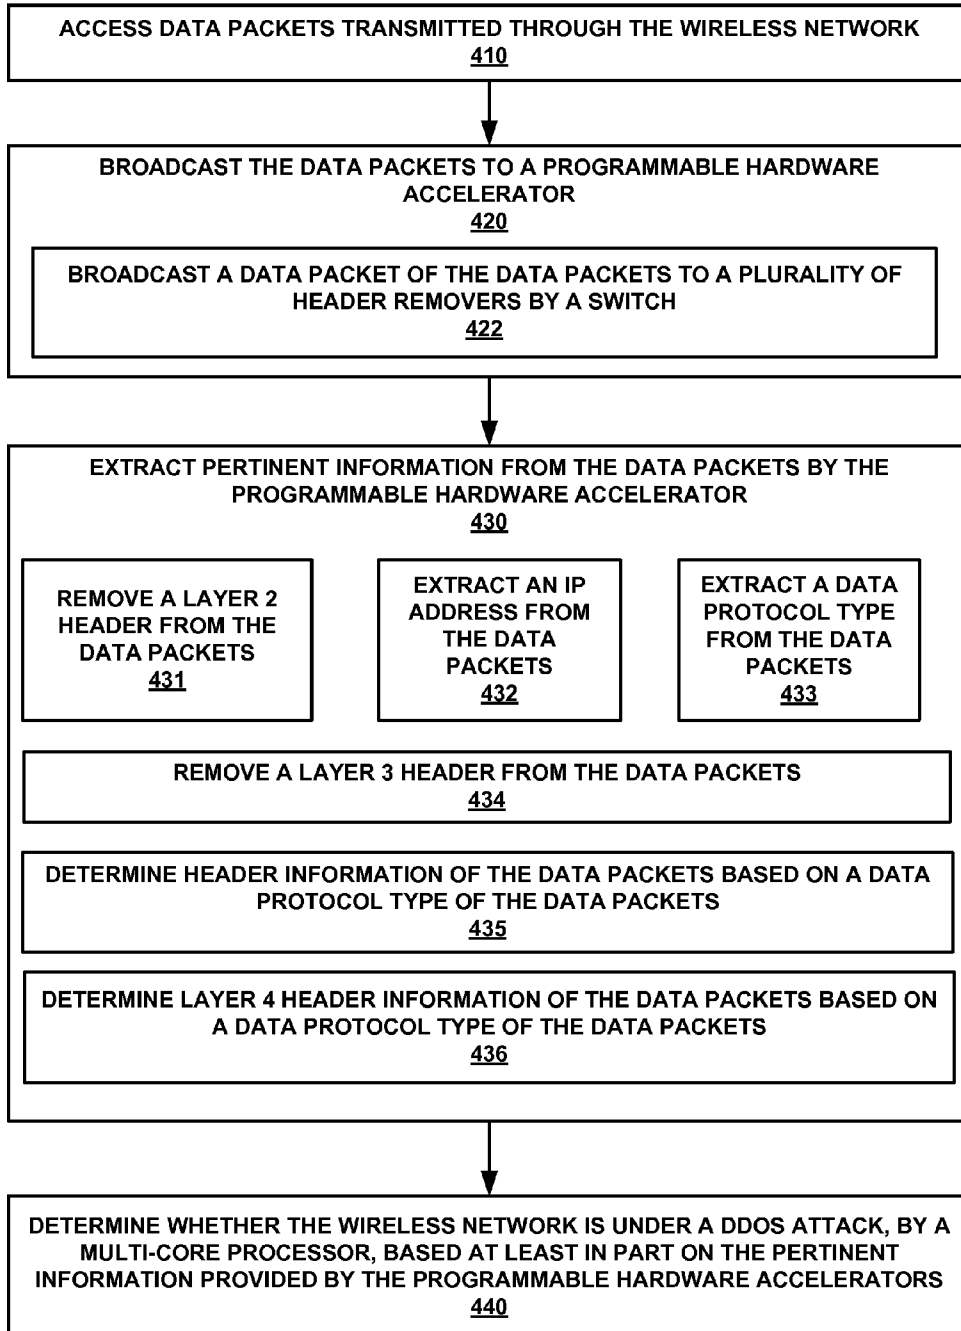 ACCESS DATA PACKETS TRANSMITTED THROUGH THE WIRELESS NETWORK
410
BROADCAST THE DATA PACKETS TO A PROGRAMMABLE HARDWARE
ACCELERATOR
420
BROADCAST A DATA PACKET OF THE DATA PACKETS TO A PLURALITY OF
HEADER REMOVERS BY A SWITCH
422
EXTRACT PERTINENT INFORMATION FROM THE DATA PACKETS BY THE
PROGRAMMABLE HARDWARE ACCELERATOR
430
REMOVE A LAYER 2
HEADER FROM THE
DATA PACKETS
431
EXTRACT AN IP
ADDRESS FROM
THE DATA
PACKETS
432
EXTRACT A DATA
PROTOCOL TYPE
FROM THE DATA
PACKETS
433
REMOVE A LAYER 3 HEADER FROM THE DATA PACKETS
434
DETERMINE HEADER INFORMATION OF THE DATA PACKETS BASED ON A DATA
PROTOCOL TYPE OF THE DATA PACKETS
435
DETERMINE LAYER 4 HEADER INFORMATION OF THE DATA PACKETS BASED ON
A DATA PROTOCOL TYPE OF THE DATA PACKETS
436
DETERMINE WHETHER THE WIRELESS NETWORK IS UNDER A DDOS ATTACK, BY A
MULTI-CORE PROCESSOR, BASED AT LEAST IN PART ON THE PERTINENT
INFORMATION PROVIDED BY THE PROGRAMMABLE HARDWARE ACCELERATORS
440